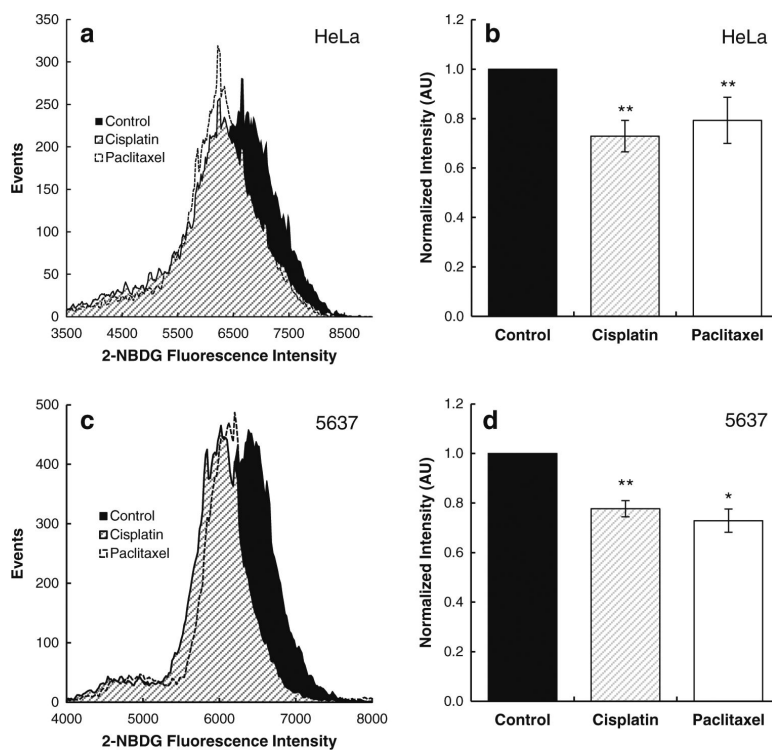 a
HeLa
350
300
250
200
150
100
50
0
Events
Control
Cisplatin
Paclitaxel
3500 4500 5500 6500 7500 8500
2-NBDG Fluorescence Intensity
b
HeLa
1.2
1.0
0.8
0.6
0.4
0.2
0.0
Normalized Intensity (AU)
**
**
Control Cisplatin Paclitaxel
c
5637
500
400
300
200
100
0
Events
Control
Cisplatin
Paclitaxel
4000 5000 6000 7000 8000
2-NBDG Fluorescence Intensity
d
5637
1.2
1.0
0.8
0.6
0.4
0.2
0.0
Normalized Intensity (AU)
**
*
Control Cisplatin Paclitaxel